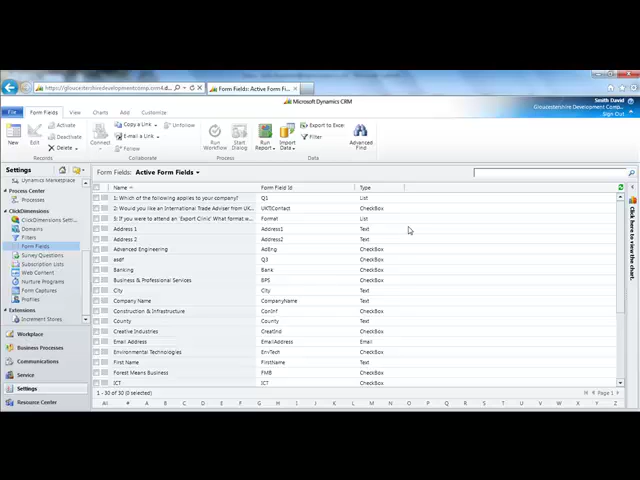 https://gloucestershiredevelopmentcomp.crm4.d...
Form Fields: Active Form Fi...
Microsoft Dynamics CRM
Smith David
Gloucestershire Development Comp...
Sign Out
File
Form Fields
View
Charts
Add
Customize
New
Edit
Activate
Deactivate
Delete
Connect
Copy a Link
E-mail a Link
Unfollow
Run Workflow
Start Dialog
Run Report
Import Data
Export to Excel
Filter
Advanced Find
Records
Collaborate
Process
Data
Settings
Dynamics Marketplace
Process Center
Processes
ClickDimensions
ClickDimensions Setti...
Domains
Filters
Form Fields
Survey Questions
Subscription Lists
Web Content
Nurture Programs
Form Captures
Profiles
Extensions
Increment Stores
Workplace
Business Processes
Communications
Service
Settings
Resource Center
Form Fields: Active Form Fields
Name Form Field Id Type
1: Which of the following applies to your company? Q1 List
2: Would you like an International Trade Adviser from UK... UKTIContact CheckBox
5: If you were to attend an 'Export Clinic' What format w... Format List
Address 1 Address1 Text
Address 2 Address2 Text
Advanced Engineering AdEng CheckBox
asdf Q3 CheckBox
Banking Bank CheckBox
Business & Professional Services BPS CheckBox
City City Text
Company Name CompanyName Text
Construction & Infrastructure ConInf CheckBox
County County Text
Creative Industries CreatInd CheckBox
Email Address EmailAddress Email
Environmental Technologies EnvTech CheckBox
First Name FirstName Text
Forest Means Business FMB CheckBox
ICT ICT CheckBox
1 - 30 of 30 (0 selected)
Page 1
All # A B C D E F G H I J K L M N O P Q R S T U V W X Y Z
Click here to view the chart.